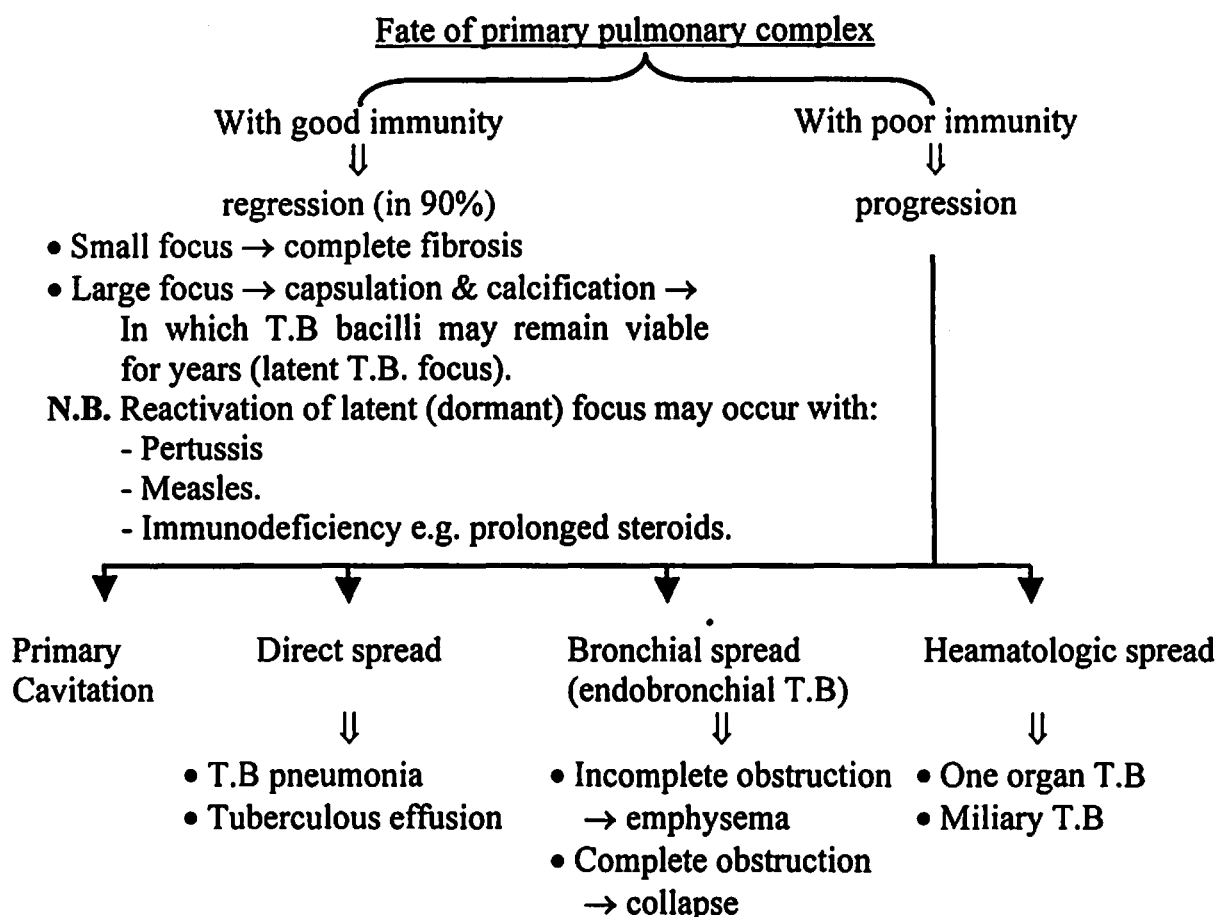 Fate of primary pulmonary complex
With good immunity
⇓
regression (in 90%)
• Small focus → complete fibrosis
• Large focus → capsulation & calcification →
In which T.B bacilli may remain viable
for years (latent T.B. focus).
N.B. Reactivation of latent (dormant) focus may occur with:
- Pertussis
- Measles.
- Immunodeficiency e.g. prolonged steroids.
With poor immunity
⇓
progression
Primary
Cavitation
Direct spread
⇓
• T.B pneumonia
• Tuberculous effusion
Bronchial spread
(endobronchial T.B)
⇓
• Incomplete obstruction
→ emphysema
• Complete obstruction
→ collapse
Heamatologic spread
⇓
• One organ T.B
• Miliary T.B